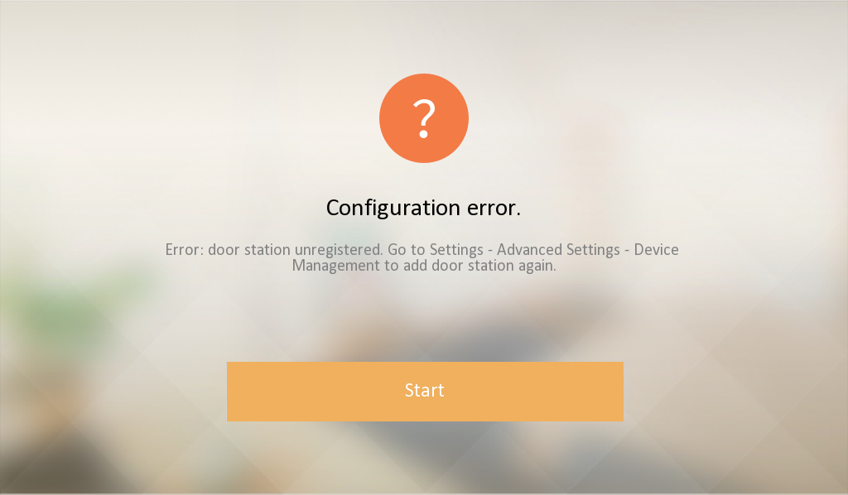 ?
Configuration error.
Error: door station unregistered. Go to Settings - Advanced Settings - Device
Management to add door station again.
Start